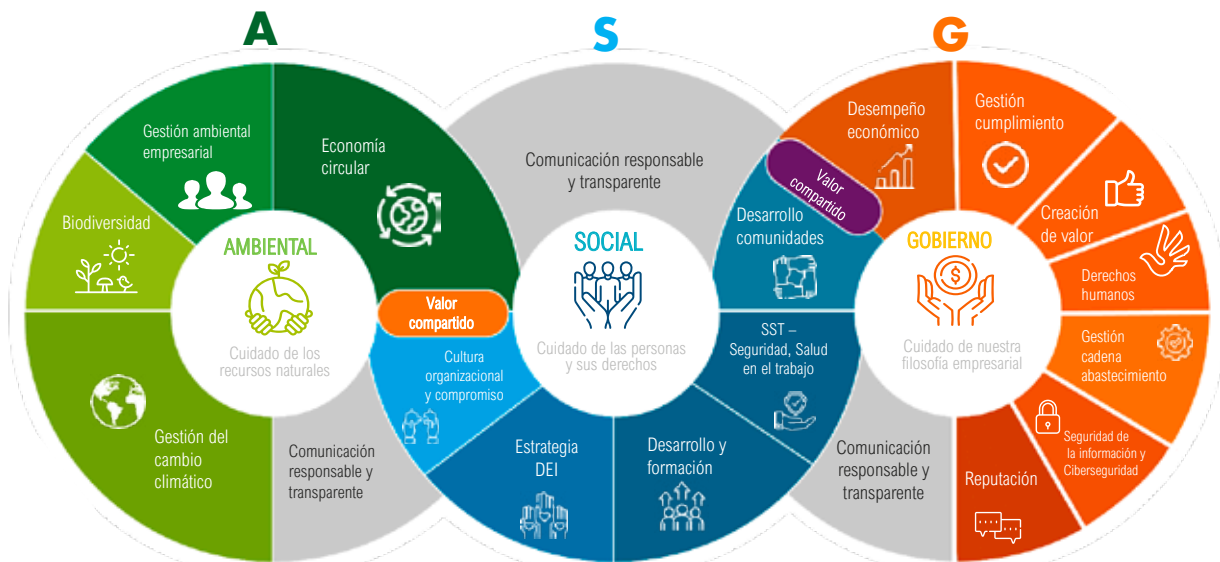 A
S
G
Gestión ambiental
empresarial
Economía
circular
Biodiversidad
AMBIENTAL
Cuidado de los
recursos naturales
Gestión del
cambio
climático
Comunicación
responsable y
transparente
Valor
compartido
Comunicación responsable
y transparente
SOCIAL
Cuidado de las personas
y sus derechos
Cultura
organizacional
y compromiso
Estrategia
DEI
Desarrollo y
formación
SST –
Seguridad, Salud
en el trabajo
Desarrollo
comunidades
Valor
compartido
Desempeño
económico
Gestión
cumplimiento
Creación
de valor
Derechos
humanos
GOBIERNO
$
Cuidado de nuestra
filosofía empresarial
Gestión
cadena
abastecimiento
Seguridad de
la información y
Ciberseguridad
Reputación
Comunicación
responsable y
transparente